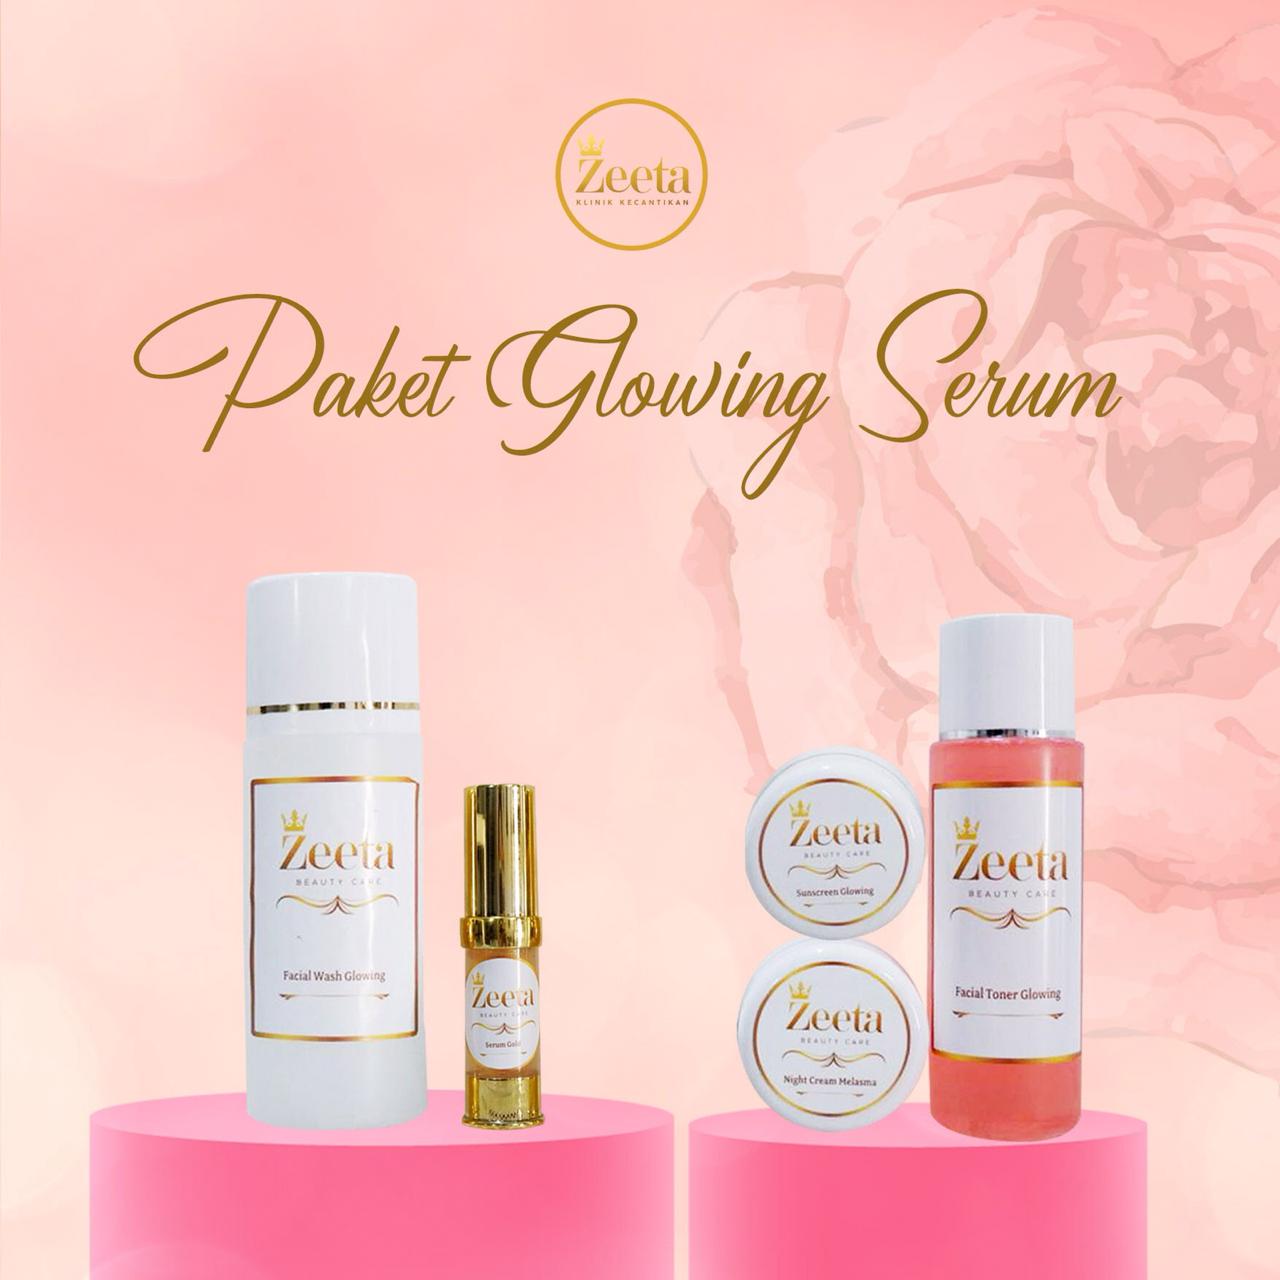 Zeeta
KLINIK KECANTIKAN
Paket Glowing Serum
Zeeta
BEAUTY CARE
Facial Wash Glowing
Zeeta
BEAUTY CARE
Serum Gold
Zeeta
BEAUTY CARE
Sunscreen Glowing
Zeeta
BEAUTY CARE
Night Cream Melasma
Zeeta
BEAUTY CARE
Facial Toner Glowing